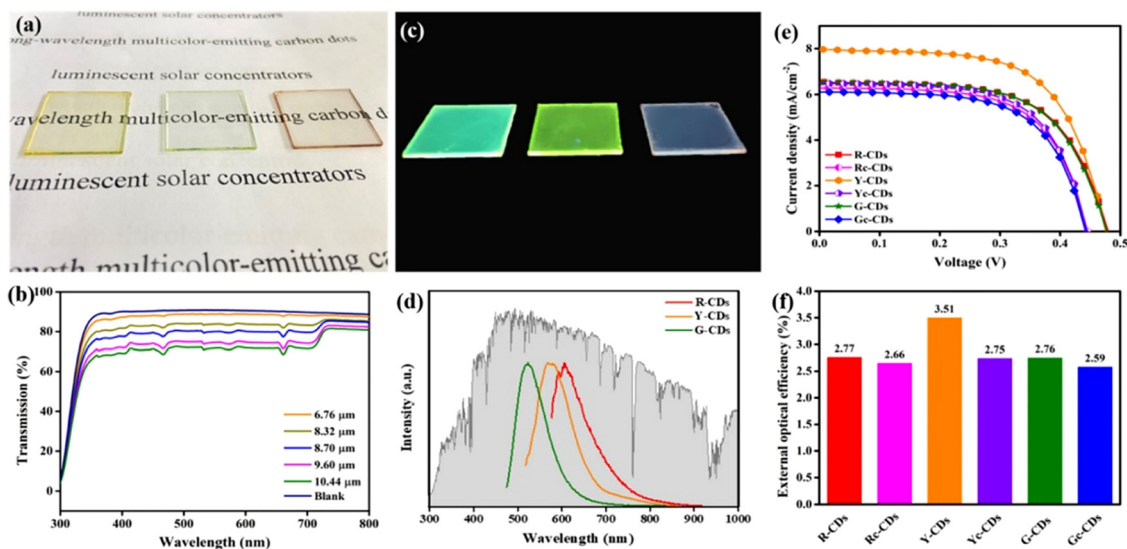 (a)
luminescent solar concentrators
ong-wavelength multicolor-emitting carbon dots
luminescent solar concentrators
wavelength multicolor-emitting carbon do
luminescent solar concentrators
ength multicolor-emitting ca
(b)
100
80
60
40
20
0
Transmission (%)
6.76 µm
8.32 µm
8.70 µm
9.60 µm
10.44 µm
Blank
300 400 500 600 700 800
Wavelength (nm)
(c)
(d)
R-CDs
Y-CDs
G-CDs
Intensity (a.u.)
300 400 500 600 700 800 900 1000
Wavelength (nm)
(e)
8
6
4
2
0
Current density (mA/cm⁻²)
R-CDs
Rc-CDs
Y-CDs
Yc-CDs
G-CDs
Gc-CDs
0.0 0.1 0.2 0.3 0.4 0.5
Voltage (V)
(f)
4.0
3.5
3.0
2.5
2.0
1.5
1.0
0.5
0.0
External optical efficiency (%)
2.77 2.66 3.51 2.75 2.76 2.59
R-CDs Rc-CDs Y-CDs Yc-CDs G-CDs Gc-CDs